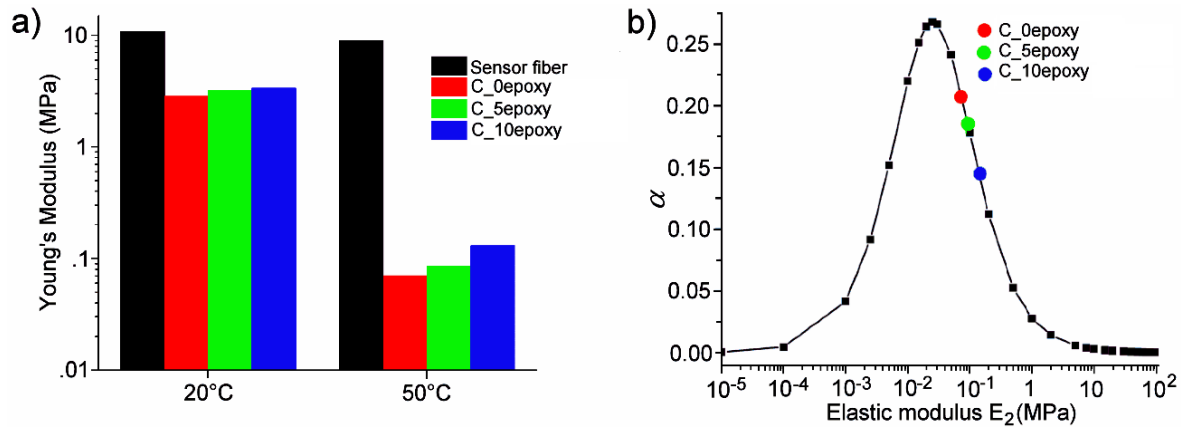 a)
10
1
.1
.01
Young's Modulus (MPa)
20°C
50°C
Sensor fiber
C_0epoxy
C_5epoxy
C_10epoxy
b)
0.25
0.20
0.15
0.10
0.05
0.00
α
C_0epoxy
C_5epoxy
C_10epoxy
10⁻⁵ 10⁻⁴ 10⁻³ 10⁻² 10⁻¹ 1 10 10²
Elastic modulus E₂(MPa)